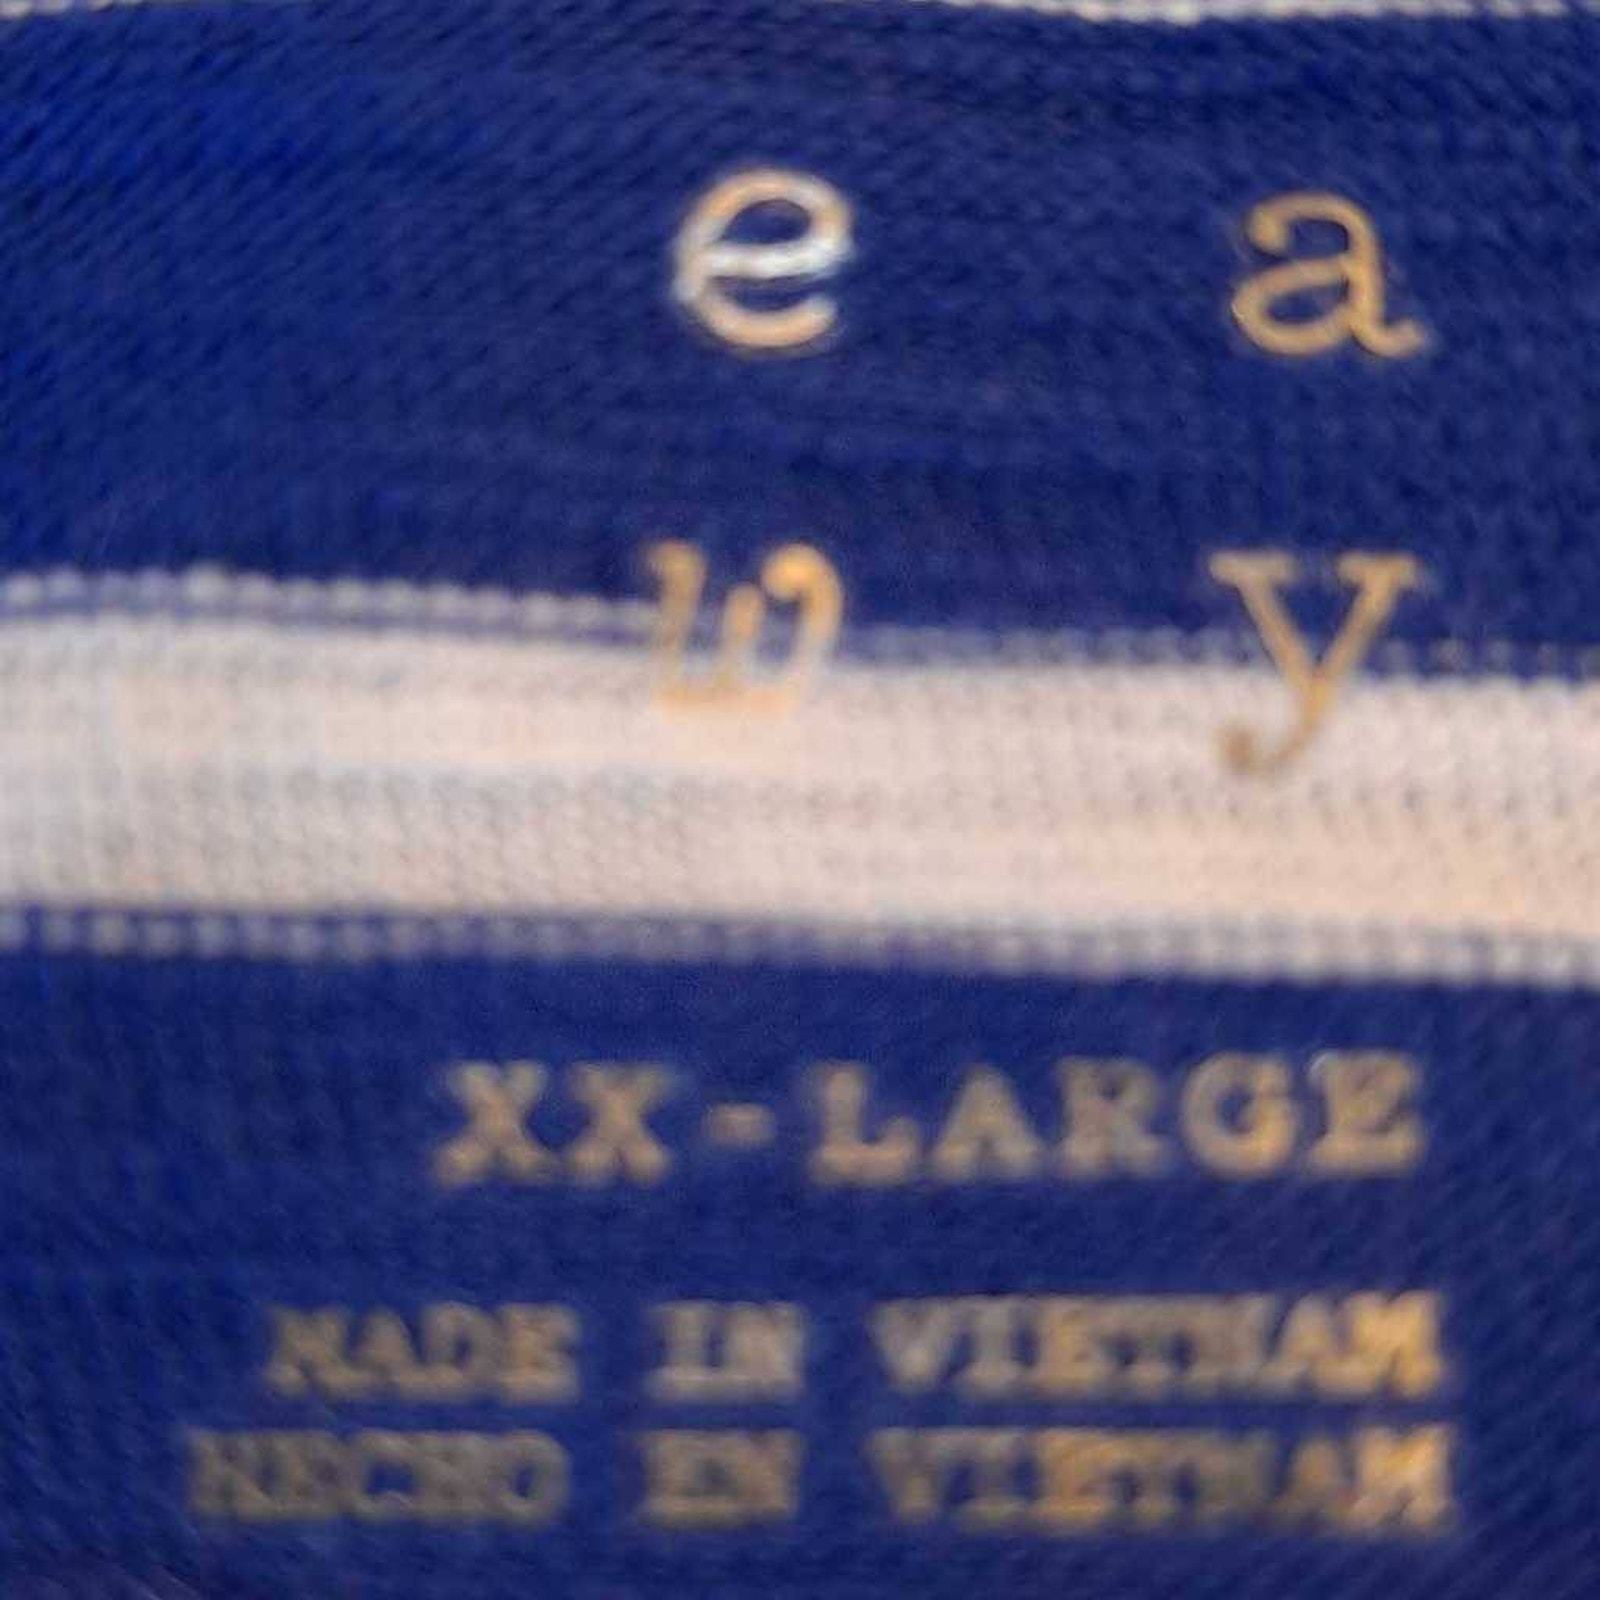 e a
w y
XX-LARGE
MADE IN VIETNAM
HECHO EN VIETNAM